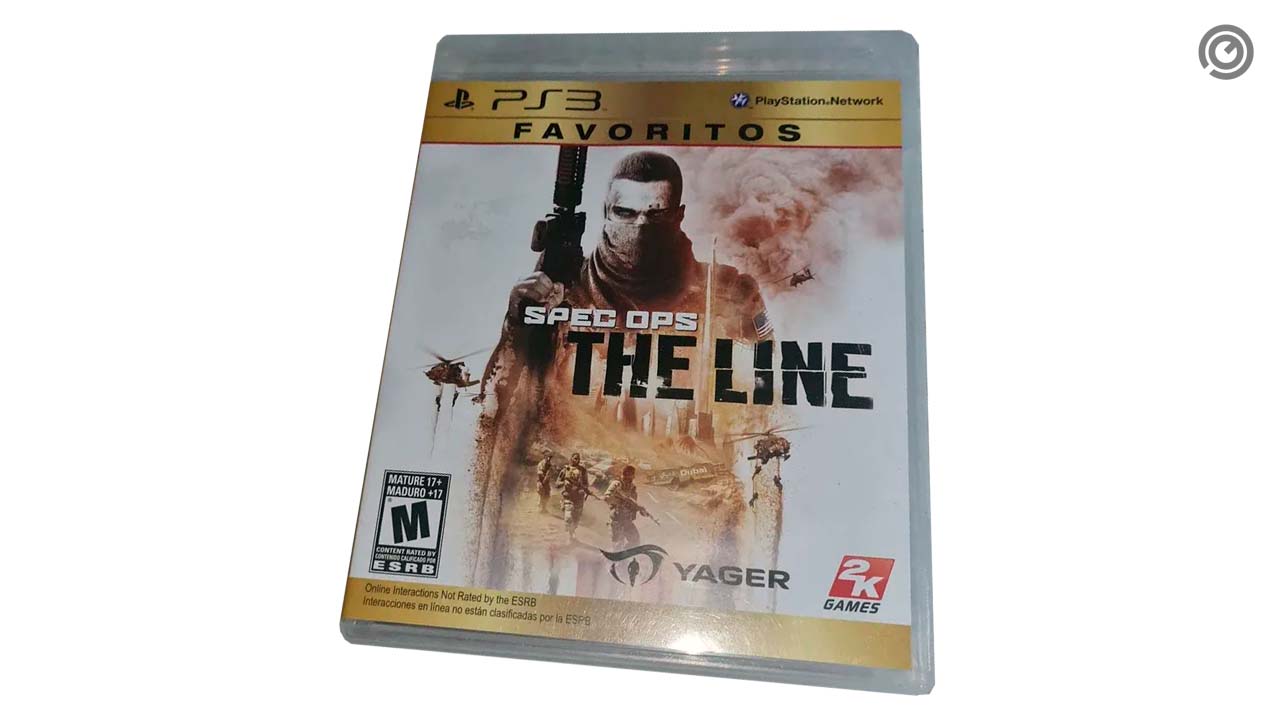 PS3
PlayStation®Network
FAVORITOS
SPEC OPS
THE LINE
Dubai
MATURE 17+
MADURO +17
M
®
CONTENT RATED BY
CONTENIDO CALIFICADO POR
ESRB
YAGER
2K
GAMES
Online Interactions Not Rated by the ESRB
Interacciones en línea no están clasificadas por la ESRB